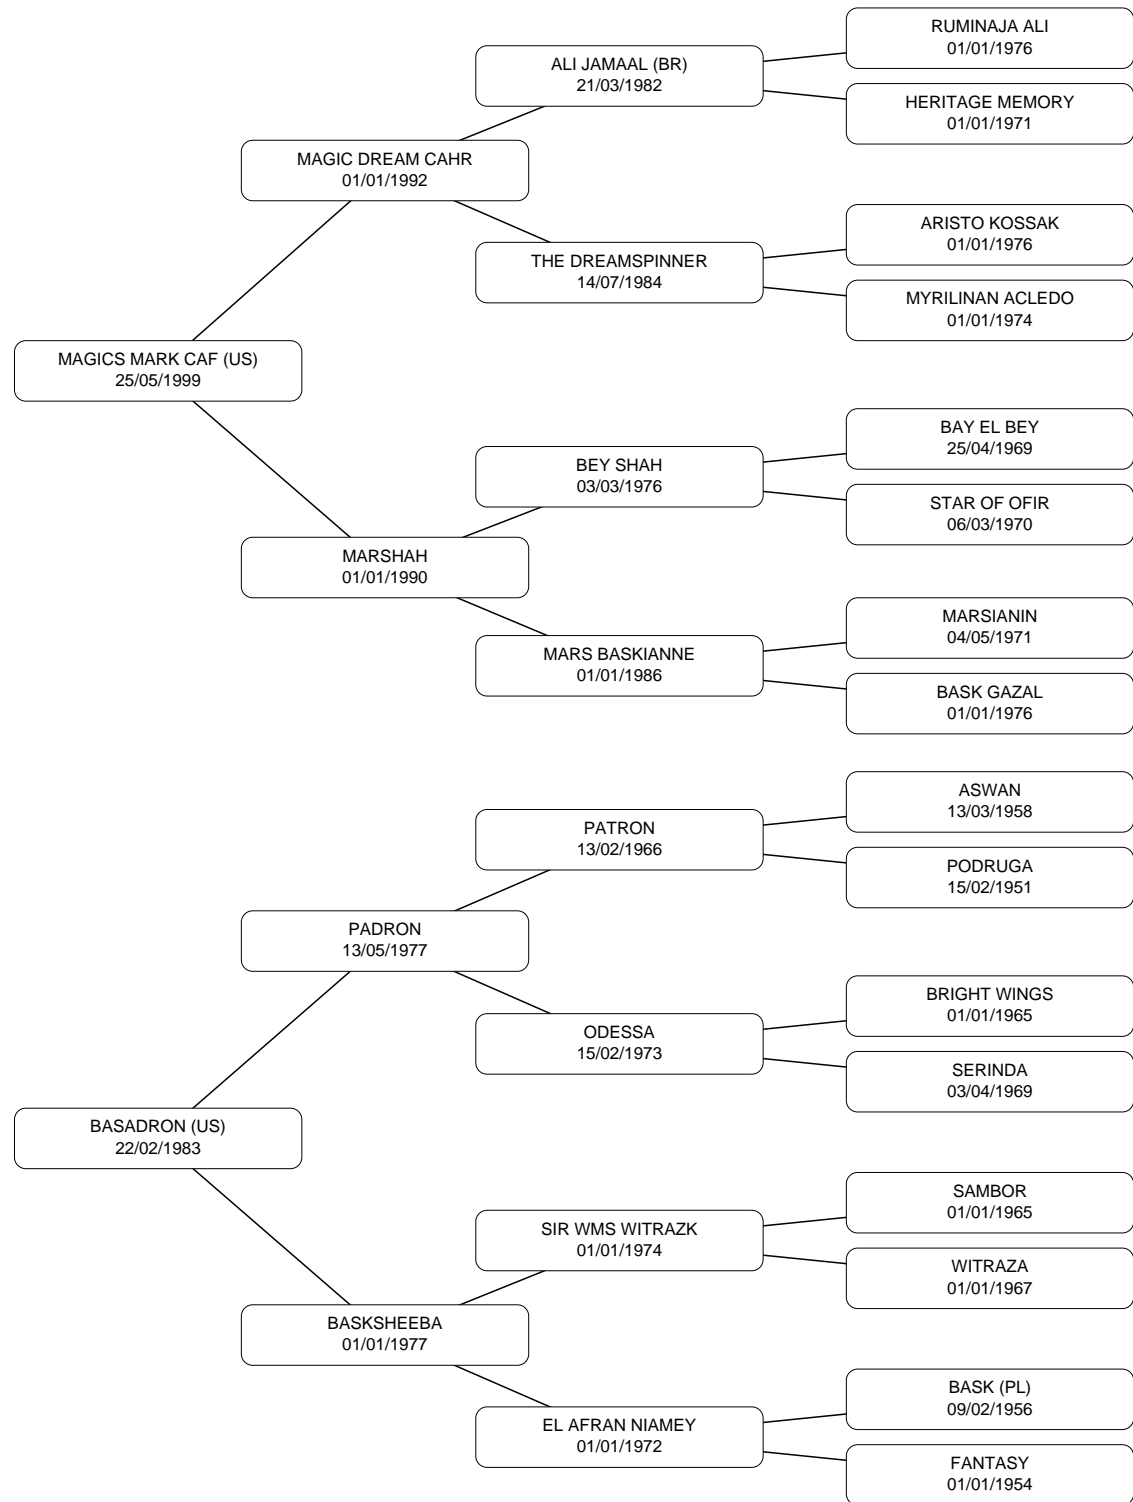 RUMINAJA ALI
01/01/1976
ALI JAMAAL (BR)
21/03/1982
HERITAGE MEMORY
01/01/1971
MAGIC DREAM CAHR
01/01/1992
ARISTO KOSSAK
01/01/1976
THE DREAMSPINNER
14/07/1984
MYRILINAN ACLEDO
01/01/1974
MAGICS MARK CAF (US)
25/05/1999
BAY EL BEY
25/04/1969
BEY SHAH
03/03/1976
STAR OF OFIR
06/03/1970
MARSHAH
01/01/1990
MARSIANIN
04/05/1971
MARS BASKIANNE
01/01/1986
BASK GAZAL
01/01/1976
ASWAN
13/03/1958
PATRON
13/02/1966
PODRUGA
15/02/1951
PADRON
13/05/1977
BRIGHT WINGS
01/01/1965
ODESSA
15/02/1973
SERINDA
03/04/1969
BASADRON (US)
22/02/1983
SAMBOR
01/01/1965
SIR WMS WITRAZK
01/01/1974
WITRAZA
01/01/1967
BASKSHEEBA
01/01/1977
BASK (PL)
09/02/1956
EL AFRAN NIAMEY
01/01/1972
FANTASY
01/01/1954